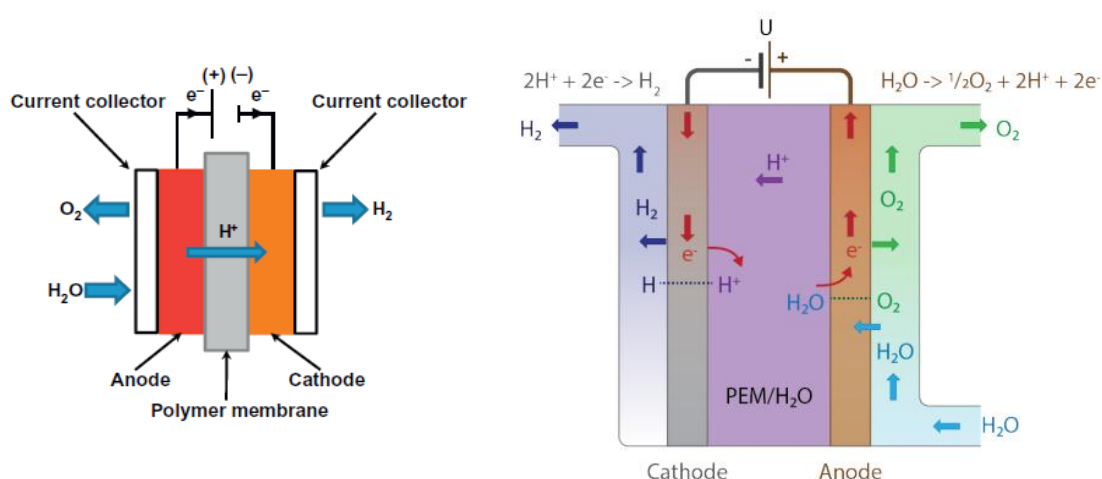 (+) (–)
e⁻ e⁻
Current collector
Current collector
O₂
H₂
H⁺
H₂O
Anode
Cathode
Polymer membrane
U
- +
2H⁺ + 2e⁻ -> H₂
H₂O -> ½O₂ + 2H⁺ + 2e⁻
H₂
O₂
H⁺
H₂
O₂
e⁻
e⁻
H
H⁺
H₂O
O₂
H₂O
PEM/H₂O
H₂O
Cathode
Anode